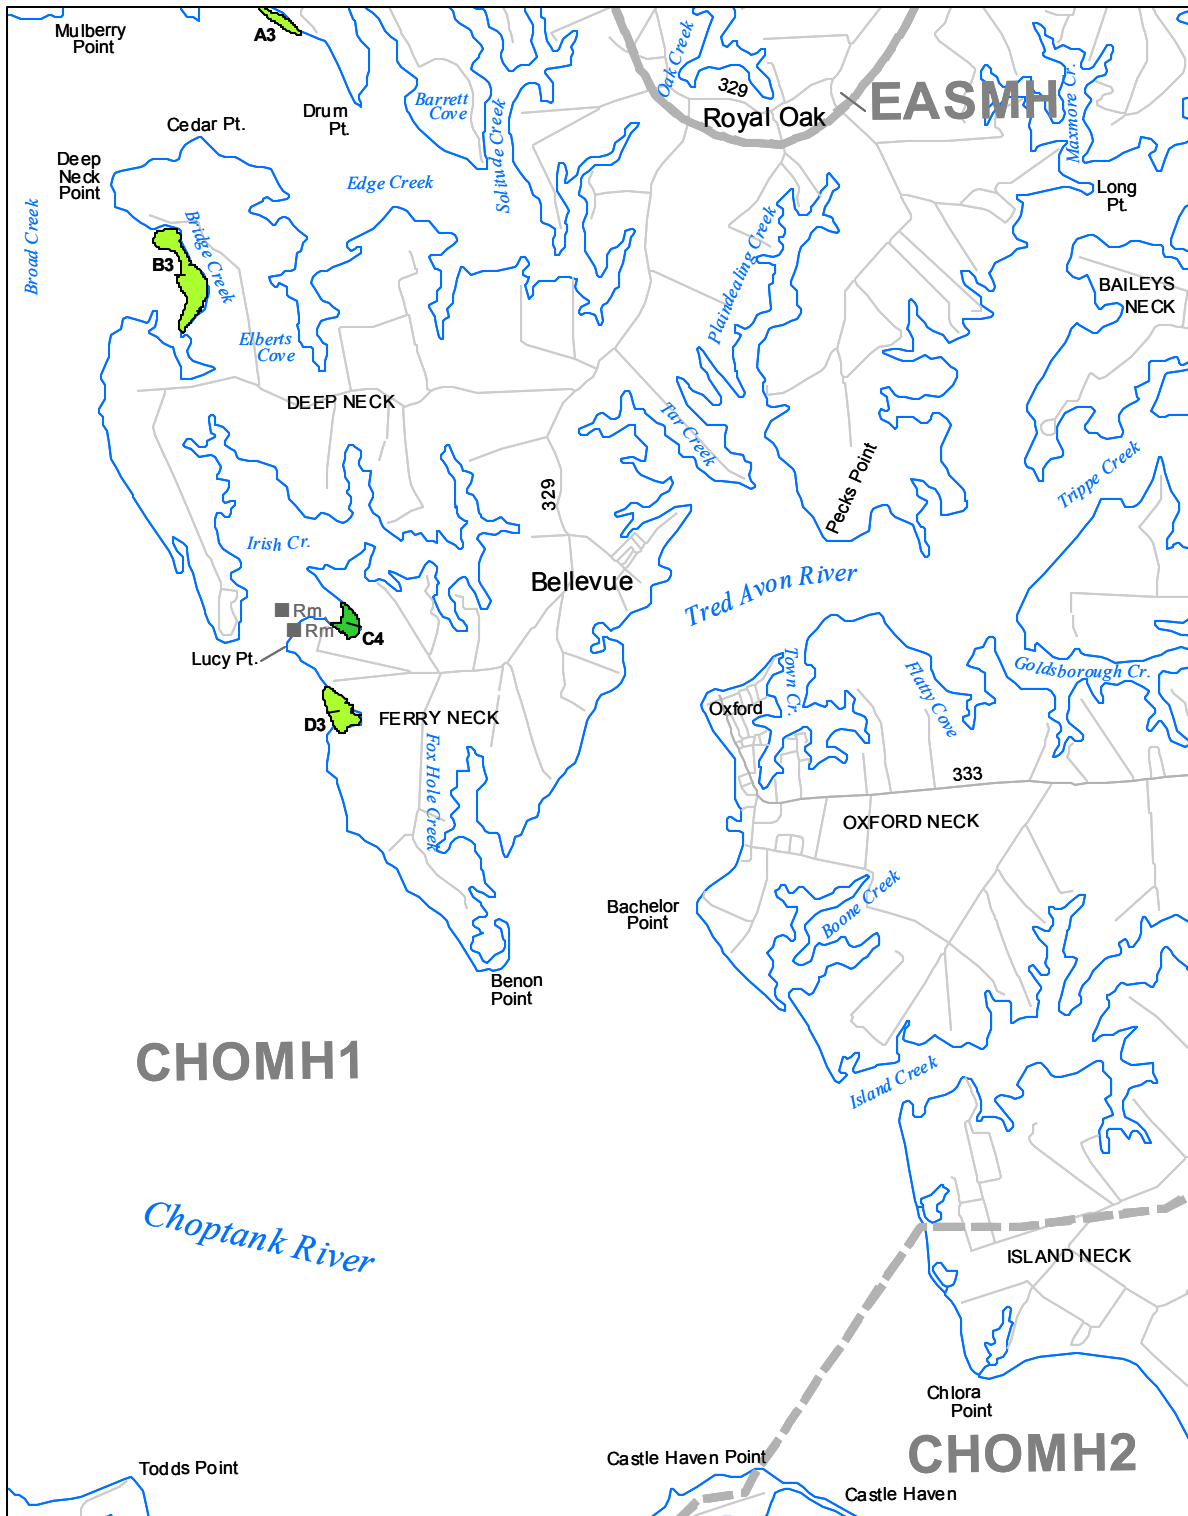 Mulberry
Point
A3
Drum
Pt.
Barrett
Cove
Solitude Creek
Oak Creek
329
Royal Oak
EASMH
Maxmore Cr.
Cedar Pt.
Deep
Neck
Point
Edge Creek
Long
Pt.
Broad Creek
Bridge Creek
B3
Plaindealing Creek
BAILEYS
NECK
Elberts
Cove
DEEP NECK
Tar Creek
Pecks Point
Trippe Creek
329
Irish Cr.
Bellevue
Tred Avon River
Rm
Rm
C4
Lucy Pt.
Town Cr.
Flatty Cove
Goldsborough Cr.
D3
FERRY NECK
Oxford
Fox Hole Creek
333
OXFORD NECK
Boone Creek
Bachelor
Point
Benon
Point
CHOMH1
Island Creek
Choptank River
ISLAND NECK
Chlora
Point
CHOMH2
Castle Haven Point
Todds Point
Castle Haven